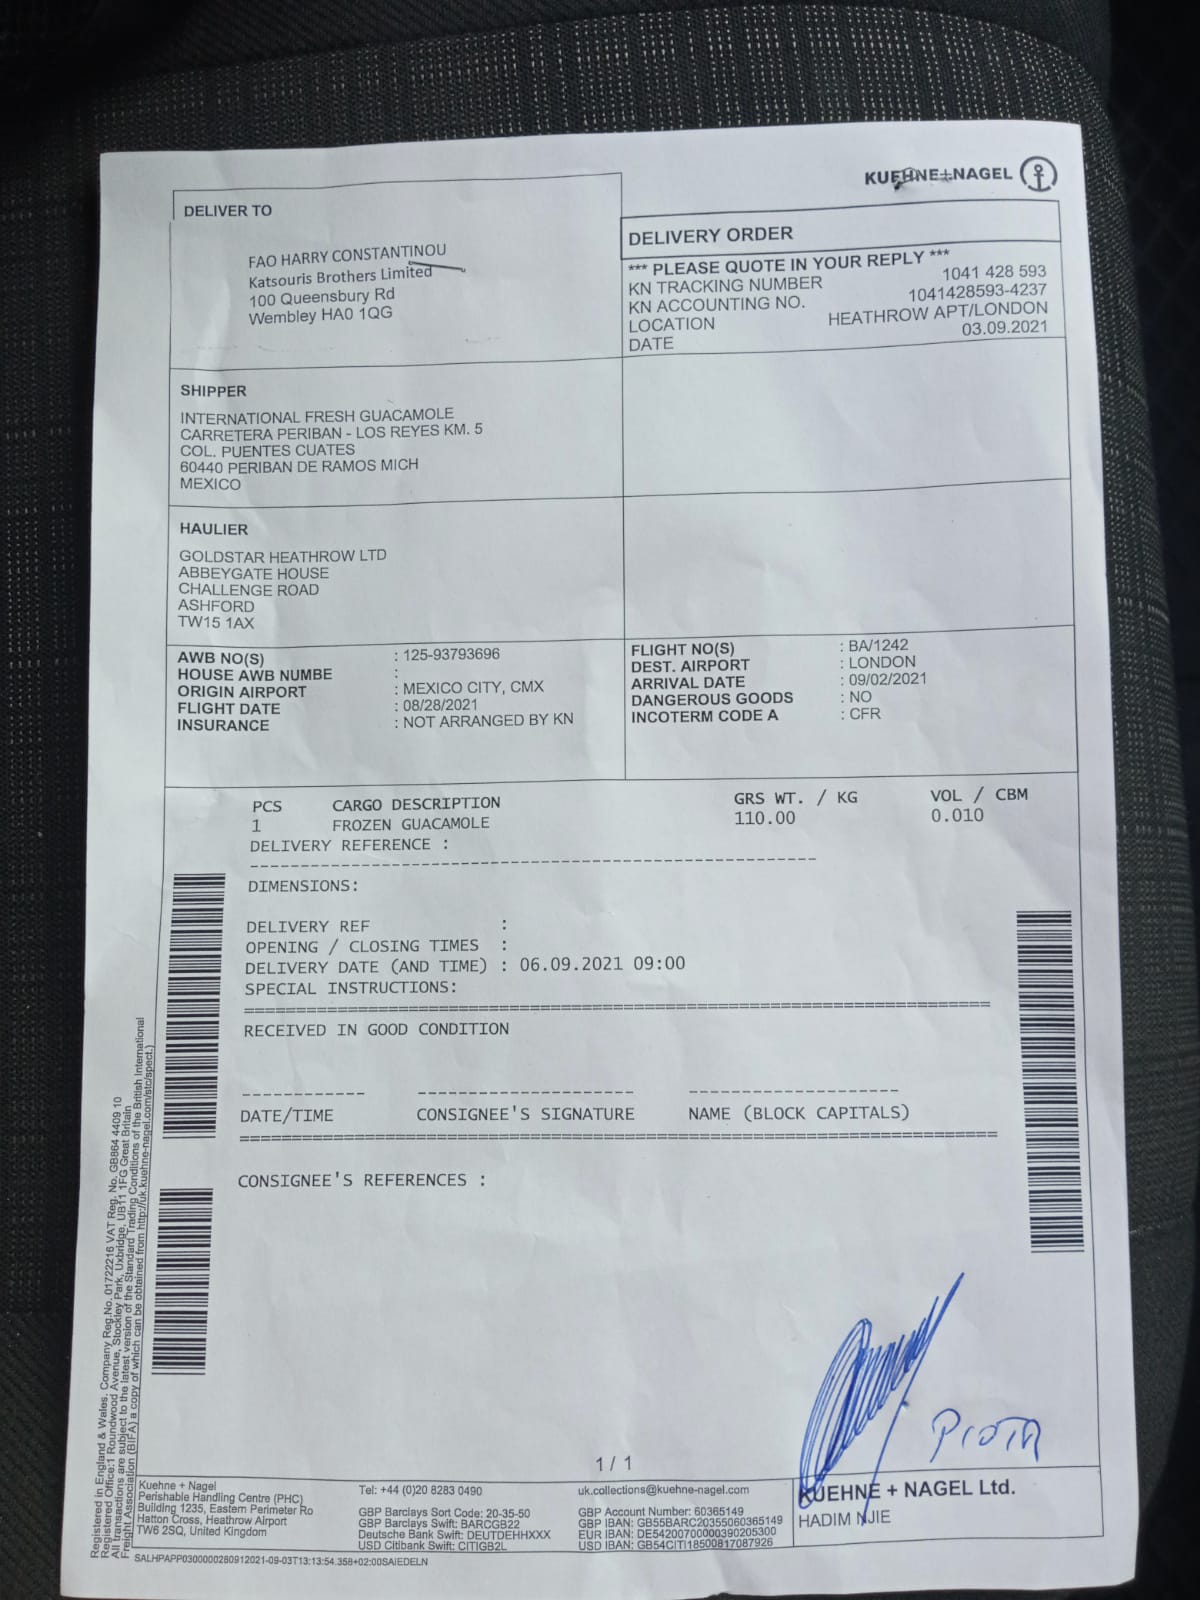 KUEHNE+NAGEL
DELIVER TO
FAO HARRY CONSTANTINOU
Katsouris Brothers Limited
100 Queensbury Rd
Wembley HA0 1QG
DELIVERY ORDER
*** PLEASE QUOTE IN YOUR REPLY ***
KN TRACKING NUMBER 1041 428 593
KN ACCOUNTING NO. 1041428593-4237
LOCATION HEATHROW APT/LONDON
DATE 03.09.2021
SHIPPER
INTERNATIONAL FRESH GUACAMOLE
CARRETERA PERIBAN - LOS REYES KM. 5
COL. PUENTES CUATES
60440 PERIBAN DE RAMOS MICH
MEXICO
HAULIER
GOLDSTAR HEATHROW LTD
ABBEYGATE HOUSE
CHALLENGE ROAD
ASHFORD
TW15 1AX
AWB NO(S) : 125-93793696
HOUSE AWB NUMBE :
ORIGIN AIRPORT : MEXICO CITY, CMX
FLIGHT DATE : 08/28/2021
INSURANCE : NOT ARRANGED BY KN
FLIGHT NO(S) : BA/1242
DEST. AIRPORT : LONDON
ARRIVAL DATE : 09/02/2021
DANGEROUS GOODS : NO
INCOTERM CODE A : CFR
PCS CARGO DESCRIPTION GRS WT. / KG VOL / CBM
1 FROZEN GUACAMOLE 110.00 0.010
DELIVERY REFERENCE :
DIMENSIONS:
DELIVERY REF :
OPENING / CLOSING TIMES :
DELIVERY DATE (AND TIME) : 06.09.2021 09:00
SPECIAL INSTRUCTIONS:
RECEIVED IN GOOD CONDITION
DATE/TIME CONSIGNEE'S SIGNATURE NAME (BLOCK CAPITALS)
CONSIGNEE'S REFERENCES :
1 / 1
Registered in England & Wales. Company Reg.No. 01722216 VAT Reg. No. GB864 4409 10
Registered Office:1 Roundwood Avenue, Stockley Park, Uxbridge, UB11 1FG Great Britain
All transactions are subject to the latest version of the Standard Trading Conditions of the British International
Freight Association (BIFA) a copy of which can be obtained from http://uk.kuehne-nagel.com/stc/spect.)
Kuehne + Nagel
Perishable Handling Centre (PHC)
Building 1235, Eastern Perimeter Ro
Hatton Cross, Heathrow Airport
TW6 2SQ, United Kingdom
Tel: +44 (0)20 8283 0490
GBP Barclays Sort Code: 20-35-50
GBP Barclays Swift: BARCGB22
Deutsche Bank Swift: DEUTDEHHXXX
USD Citibank Swift: CITIGB2L
uk.collections@kuehne-nagel.com
GBP Account Number: 60365149
GBP IBAN: GB55BARC20355060365149
EUR IBAN: DE54200700000390205300
USD IBAN: GB54CITI18500817087926
KUEHNE + NAGEL Ltd.
HADIM NJIE
SALHPAPP0300000280912021-09-03T13:13:54.358+02:00SAIEDELN